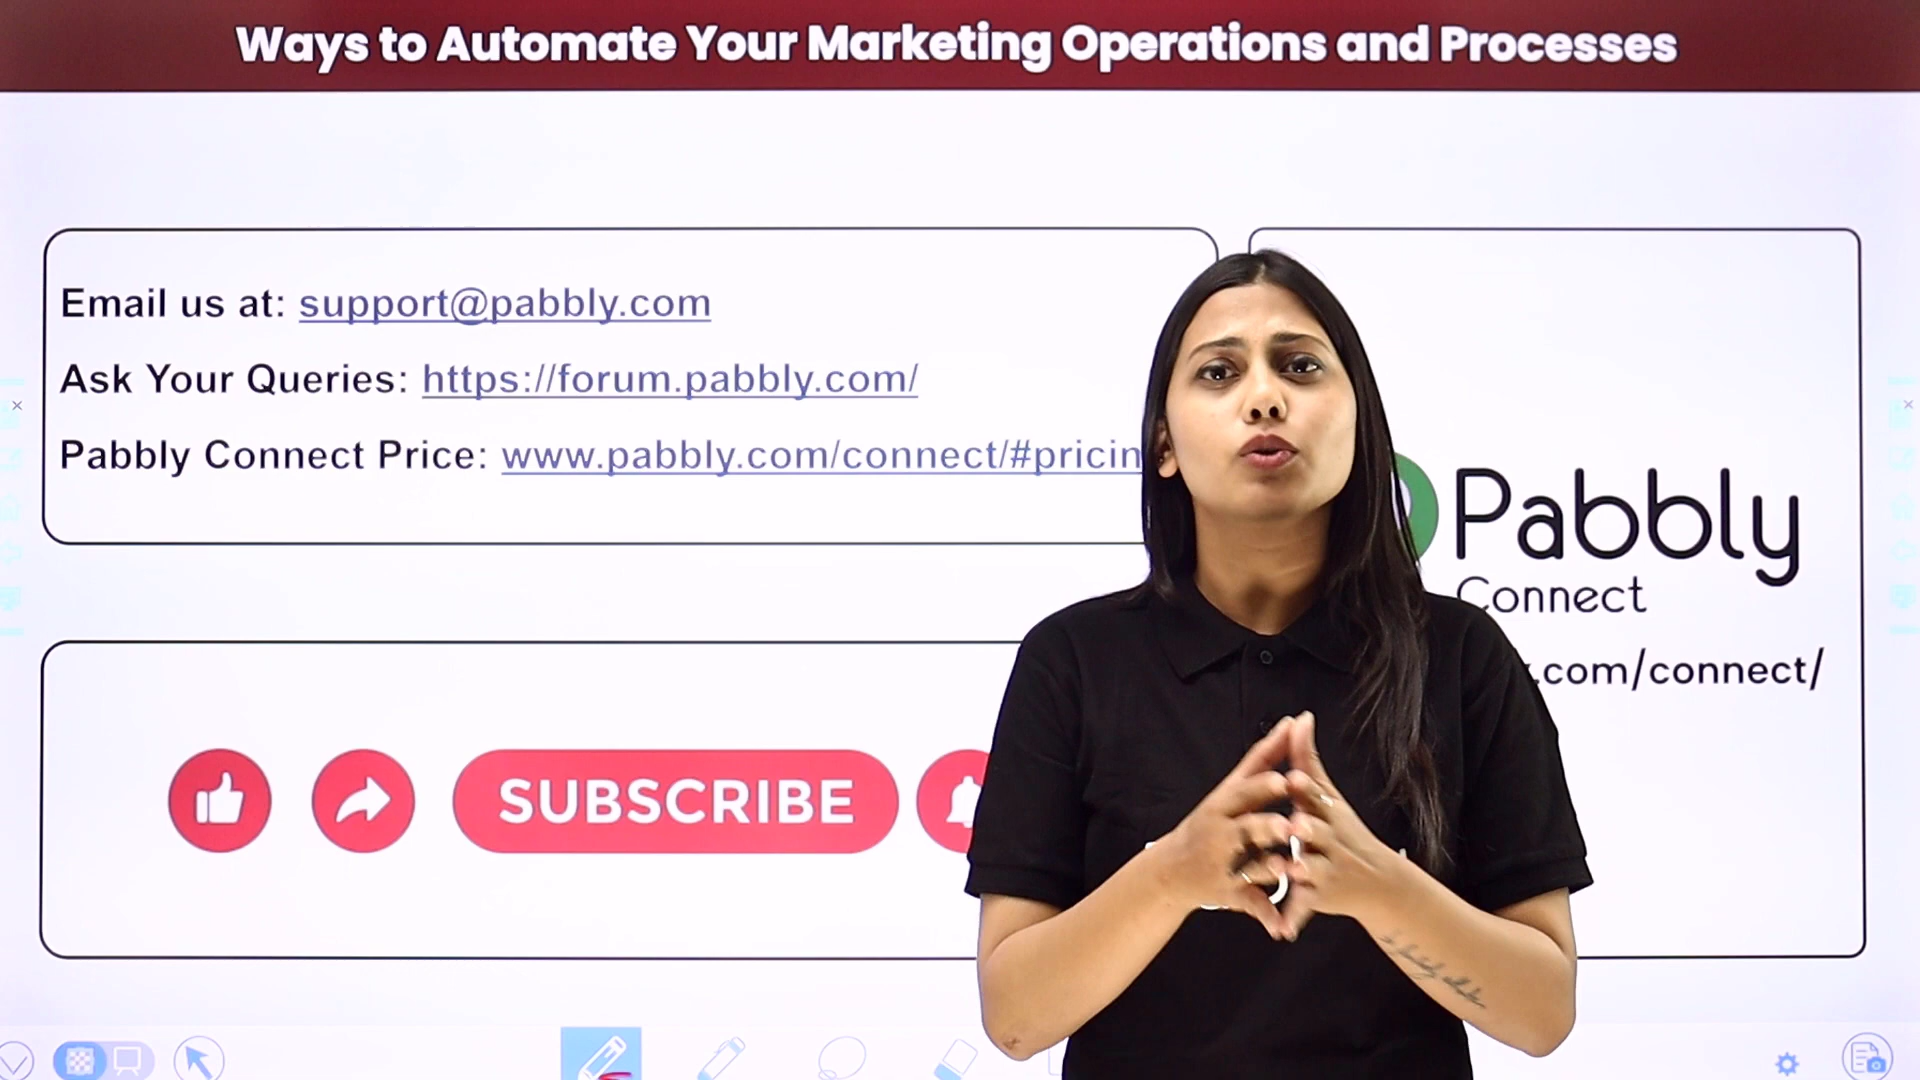 Ways to Automate Your Marketing Operations and Processes
Email us at: support@pabbly.com
Ask Your Queries: https://forum.pabbly.com/
Pabbly Connect Price: www.pabbly.com/connect/#pricin
Pabbly
Connect
.com/connect/
SUBSCRIBE